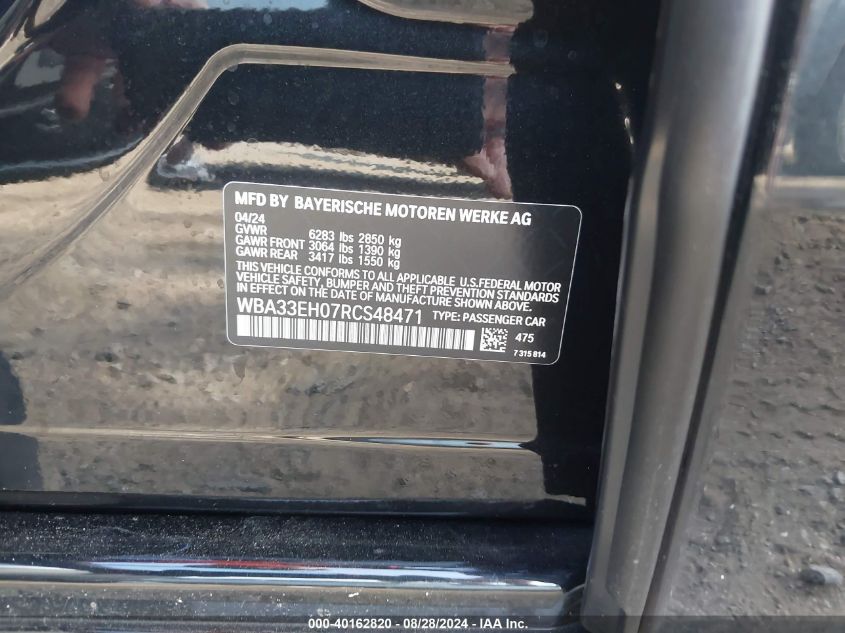 MFD BY BAYERISCHE MOTOREN WERKE AG
04/24
GVWR 6283 lbs 2850 kg
GAWR FRONT 3064 lbs 1390 kg
GAWR REAR 3417 lbs 1550 kg
THIS VEHICLE CONFORMS TO ALL APPLICABLE U.S.FEDERAL MOTOR
VEHICLE SAFETY, BUMPER AND THEFT PREVENTION STANDARDS
IN EFFECT ON THE DATE OF MANUFACTURE SHOWN ABOVE.
WBA33EH07RCS48471 TYPE: PASSENGER CAR
475
7 315 814
000-40162820 - 08/28/2024 - IAA Inc.